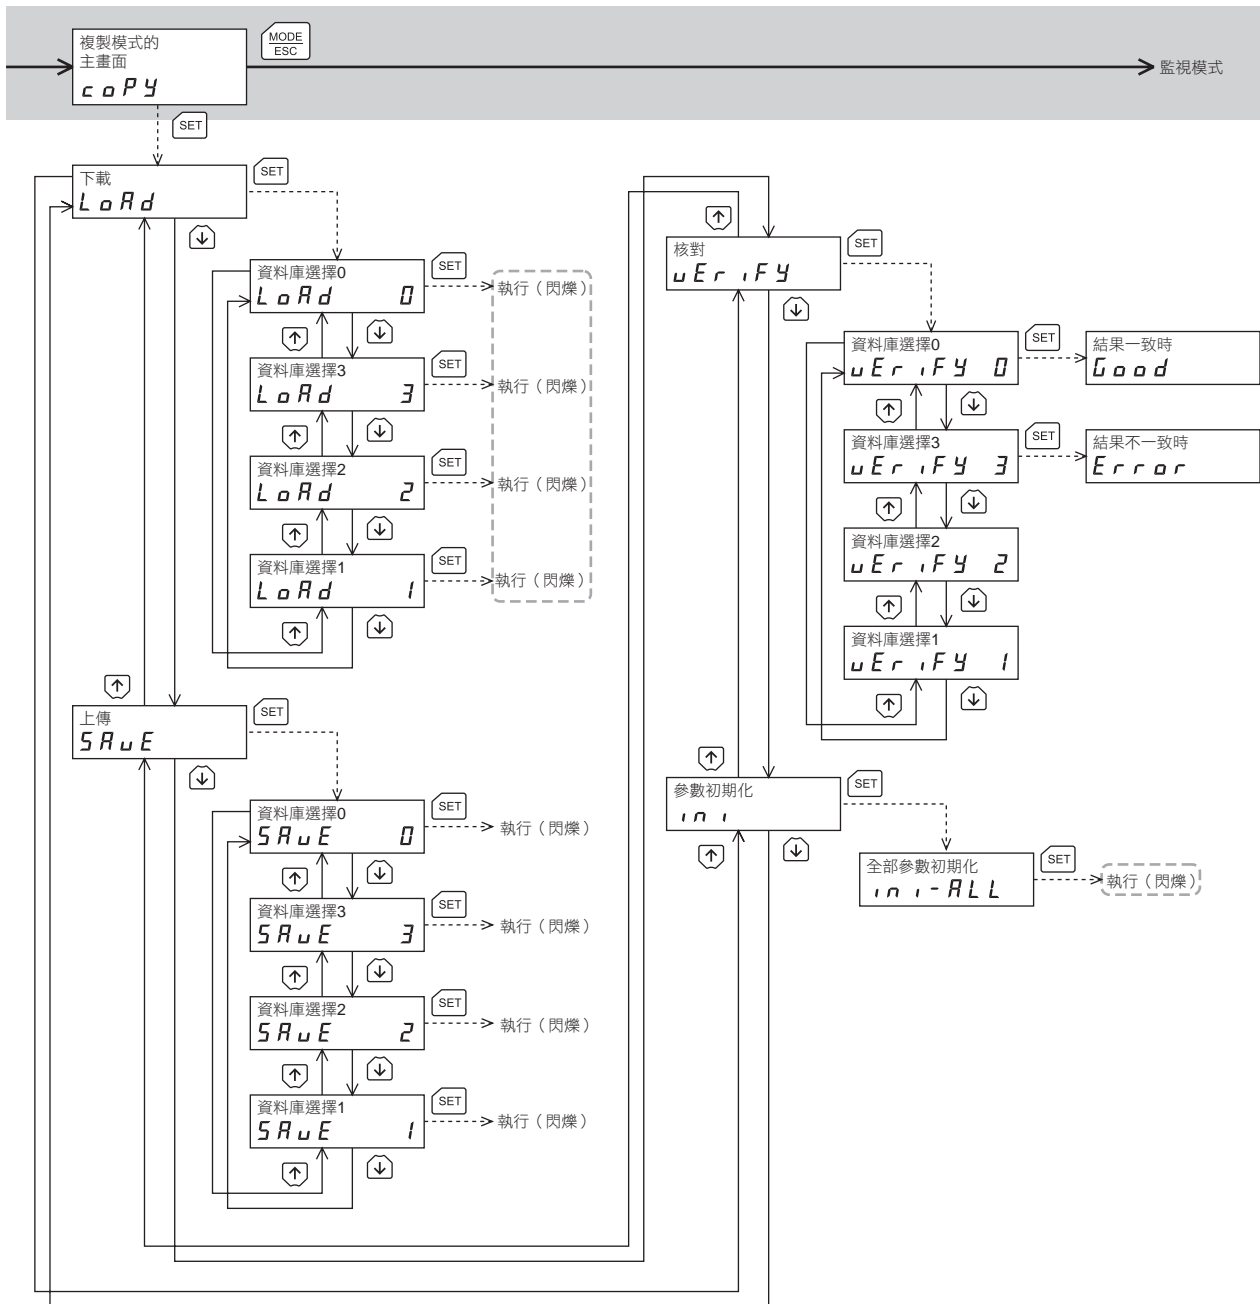 複製模式的
主畫面
coPY
MODE
ESC
監視模式
SET
下載
LoAd
SET
資料庫選擇0
LoAd 0
SET
執行（閃爍）
資料庫選擇3
LoAd 3
SET
執行（閃爍）
資料庫選擇2
LoAd 2
SET
執行（閃爍）
資料庫選擇1
LoAd 1
SET
執行（閃爍）
上傳
SAvE
SET
資料庫選擇0
SAvE 0
SET
執行（閃爍）
資料庫選擇3
SAvE 3
SET
執行（閃爍）
資料庫選擇2
SAvE 2
SET
執行（閃爍）
資料庫選擇1
SAvE 1
SET
執行（閃爍）
核對
vEriFY
SET
資料庫選擇0
vEriFY 0
SET
結果一致時
Good
資料庫選擇3
vEriFY 3
SET
結果不一致時
Error
資料庫選擇2
vEriFY 2
資料庫選擇1
vEriFY 1
參數初期化
ini
SET
全部參數初期化
ini-ALL
SET
執行（閃爍）